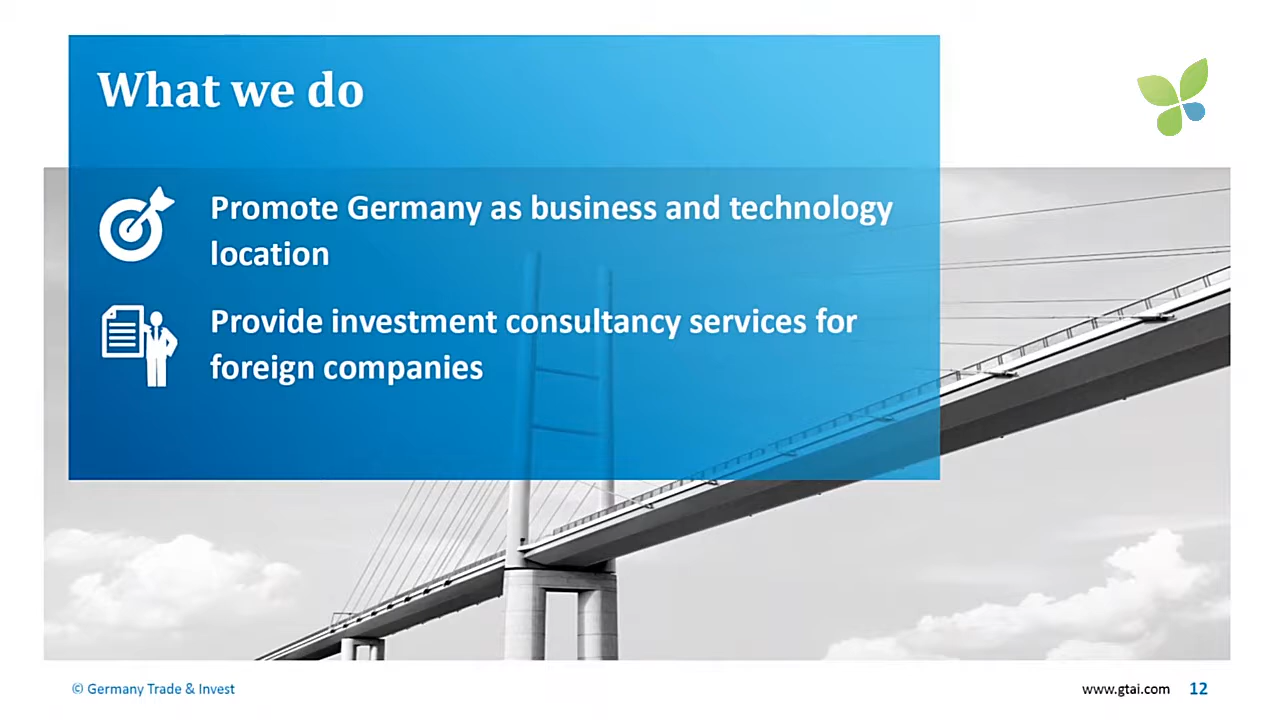 What we do
Promote Germany as business and technology
location
Provide investment consultancy services for
foreign companies
© Germany Trade & Invest
www.gtai.com
12